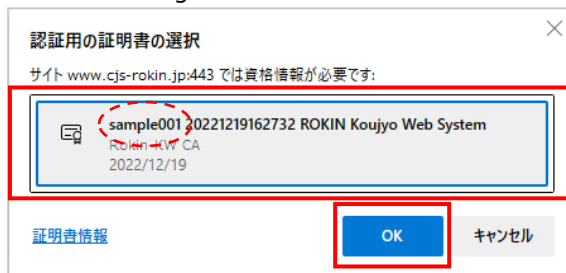 認証用の証明書の選択
サイト www.cjs-rokin.jp:443 では資格情報が必要です:
sample001 20221219162732 ROKIN Koujyo Web System
Rokin-KW CA
2022/12/19
証明書情報
OK
キャンセル